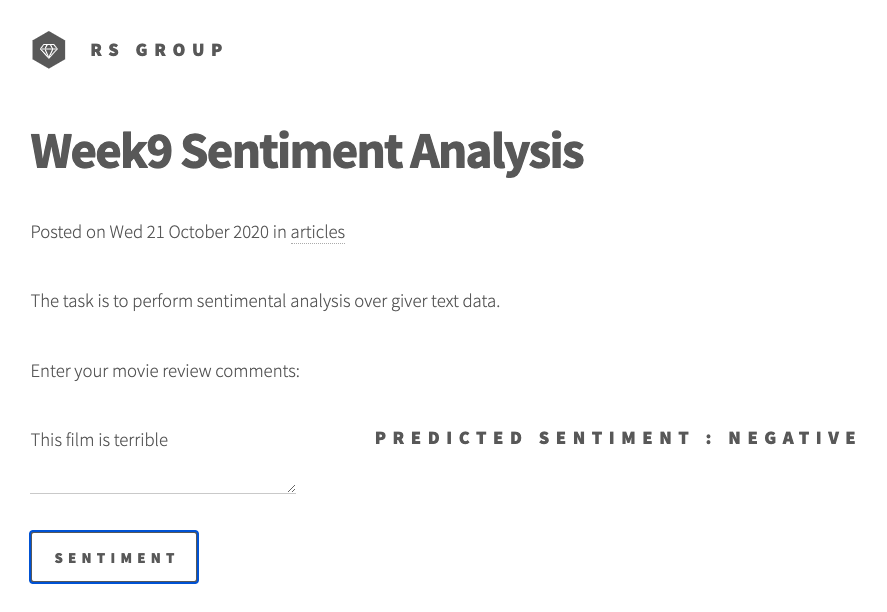 RS GROUP
Week9 Sentiment Analysis
Posted on Wed 21 October 2020 in articles
The task is to perform sentimental analysis over giver text data.
Enter your movie review comments:
This film is terrible
PREDICTED SENTIMENT : NEGATIVE
SENTIMENT